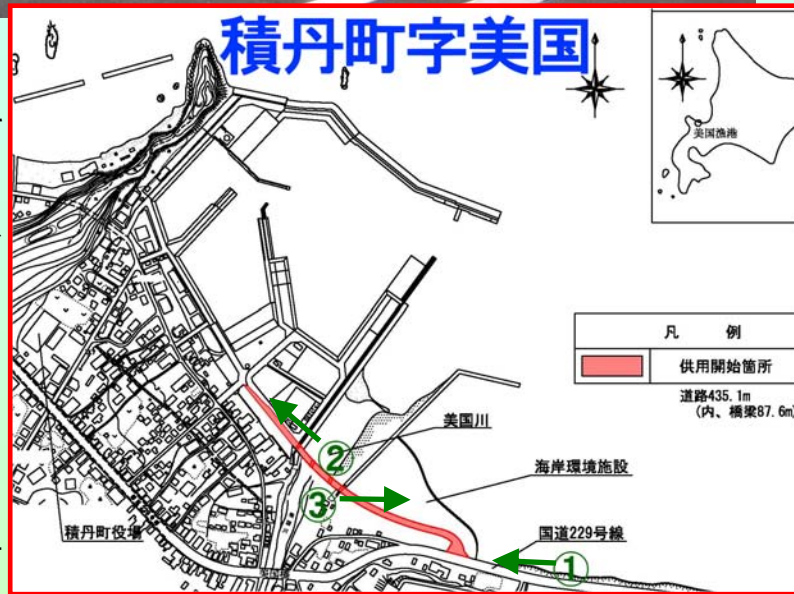 積丹町字美国
美国漁港
凡　例
供用開始箇所
道路435.1m
(内、橋梁87.6m)
美国川
②
海岸環境施設
③
国道229号線
①
積丹町役場